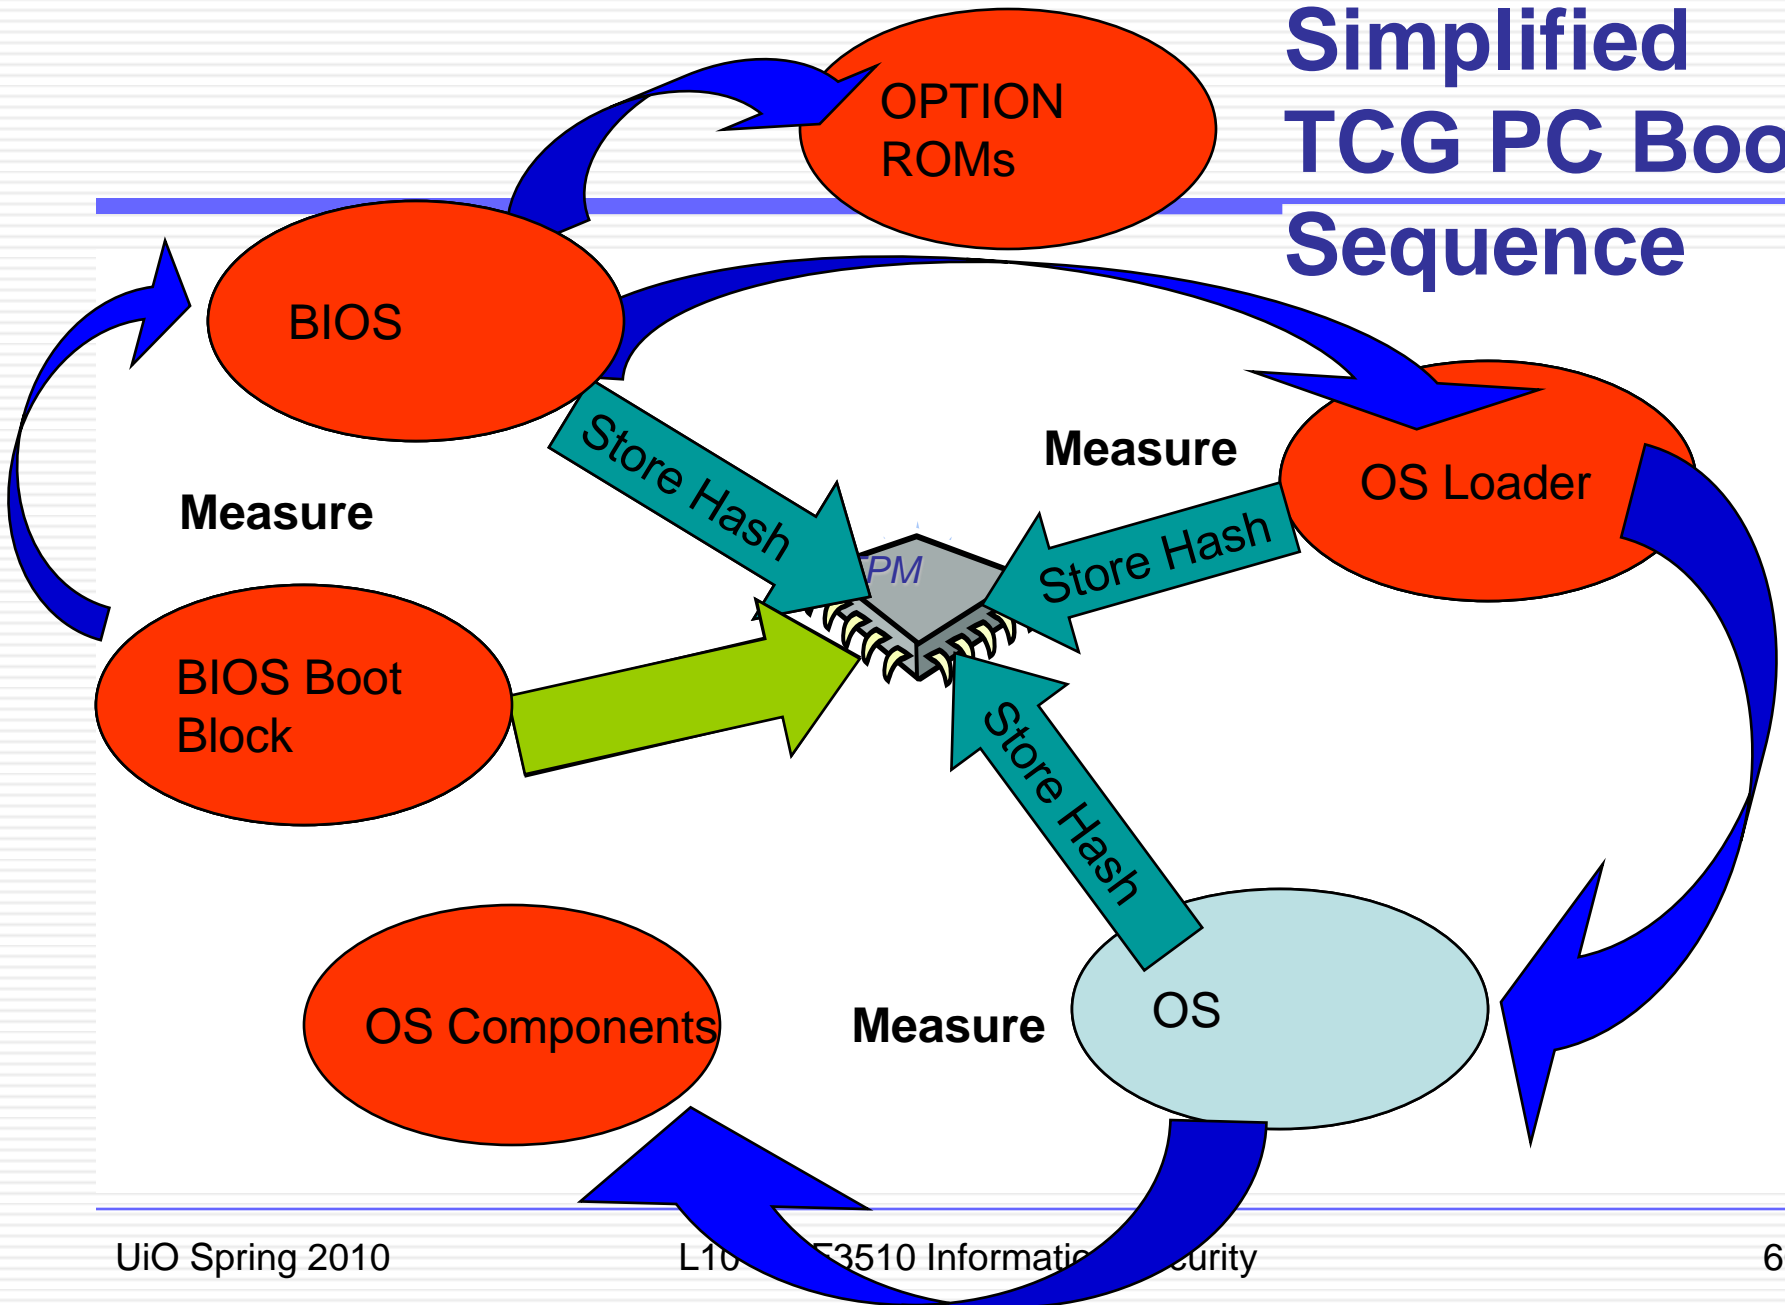 Simplified
TCG PC Boo
Sequence
OPTION
ROMs
BIOS
Store Hash
Measure
OS Loader
Measure
Store Hash
PM
BIOS Boot
Block
Store Hash
OS Components
Measure
OS
UiO Spring 2010
L10 3510 Informatio curity
6